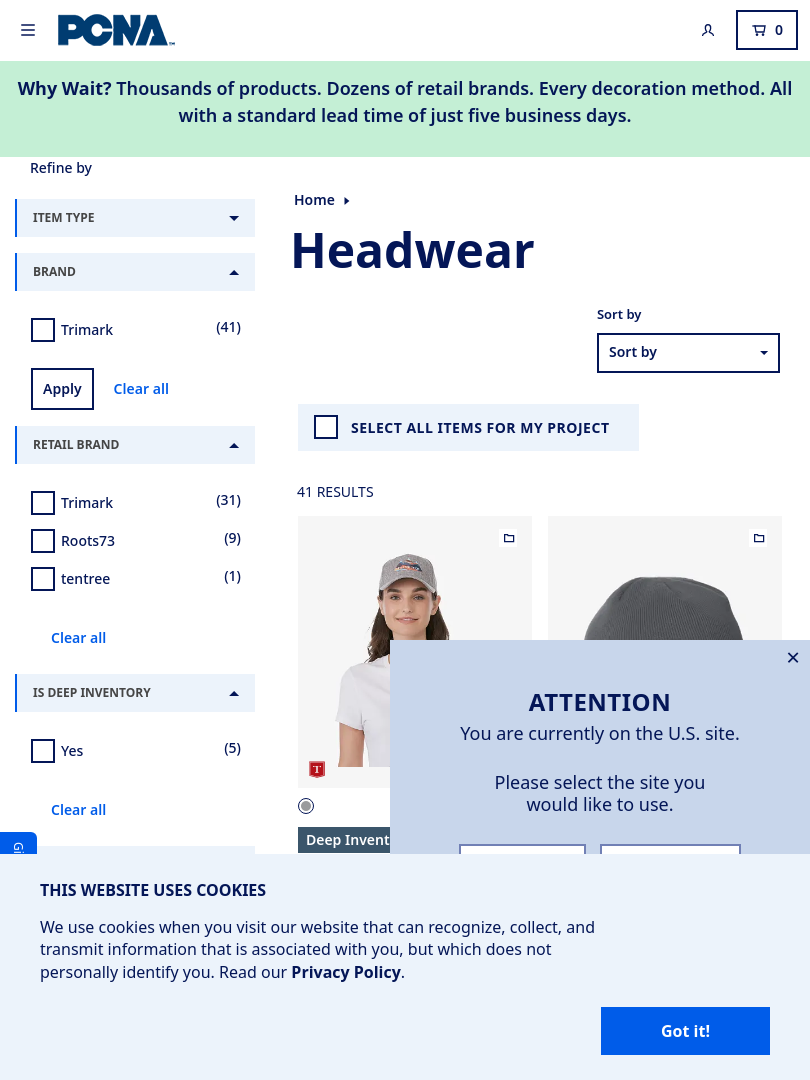 PCNA
0
Why Wait? Thousands of products. Dozens of retail brands. Every decoration method. All
with a standard lead time of just five business days.
Refine by
ITEM TYPE
BRAND
Trimark
(41)
Apply
Clear all
RETAIL BRAND
Trimark
(31)
Roots73
(9)
tentree
(1)
Clear all
IS DEEP INVENTORY
Yes
(5)
Clear all
Home
Headwear
Sort by
Sort by
SELECT ALL ITEMS FOR MY PROJECT
41 RESULTS
T
Deep Invent
ATTENTION
You are currently on the U.S. site.
Please select the site you
would like to use.
THIS WEBSITE USES COOKIES
We use cookies when you visit our website that can recognize, collect, and
transmit information that is associated with you, but which does not
personally identify you. Read our Privacy Policy.
Got it!